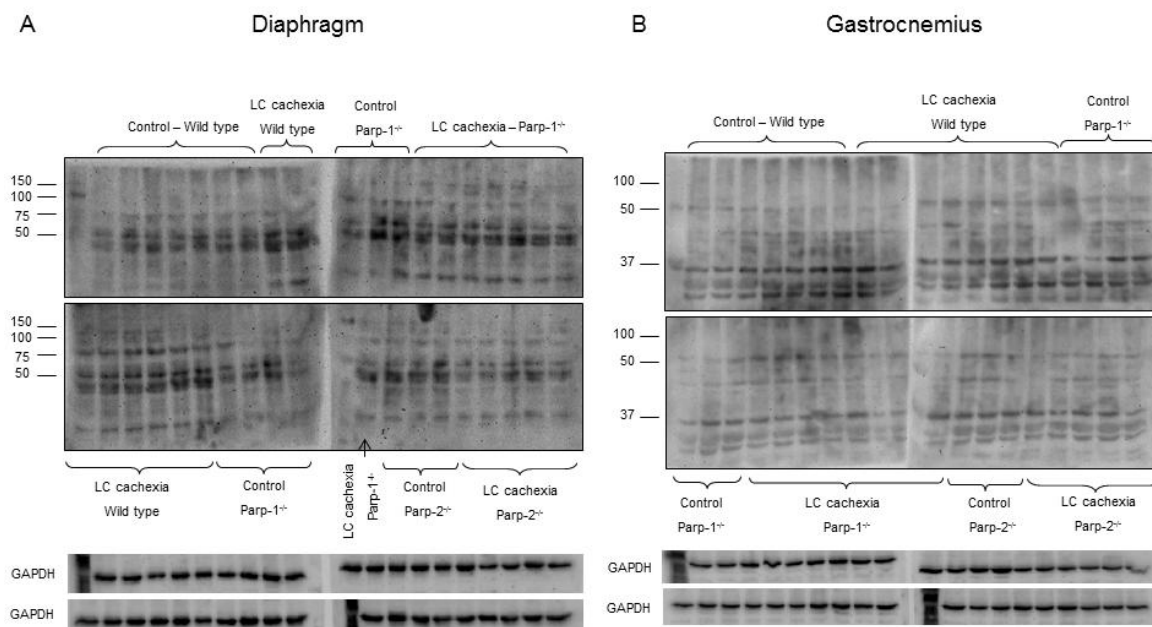 A
Diaphragm
B
Gastrocnemius
Control – Wild type
LC cachexia
Wild type
Control
Parp-1-/-
LC cachexia – Parp-1-/-
Control – Wild type
LC cachexia
Wild type
Control
Parp-1-/-
150
100
75
50
100
50
37
150
100
75
50
100
50
37
LC cachexia
Wild type
Control
Parp-1-/-
LC cachexia
Parp-1-/-
Control
Parp-2-/-
LC cachexia
Parp-2-/-
Control
Parp-1-/-
LC cachexia
Parp-1-/-
Control
Parp-2-/-
LC cachexia
Parp-2-/-
GAPDH
GAPDH
GAPDH
GAPDH